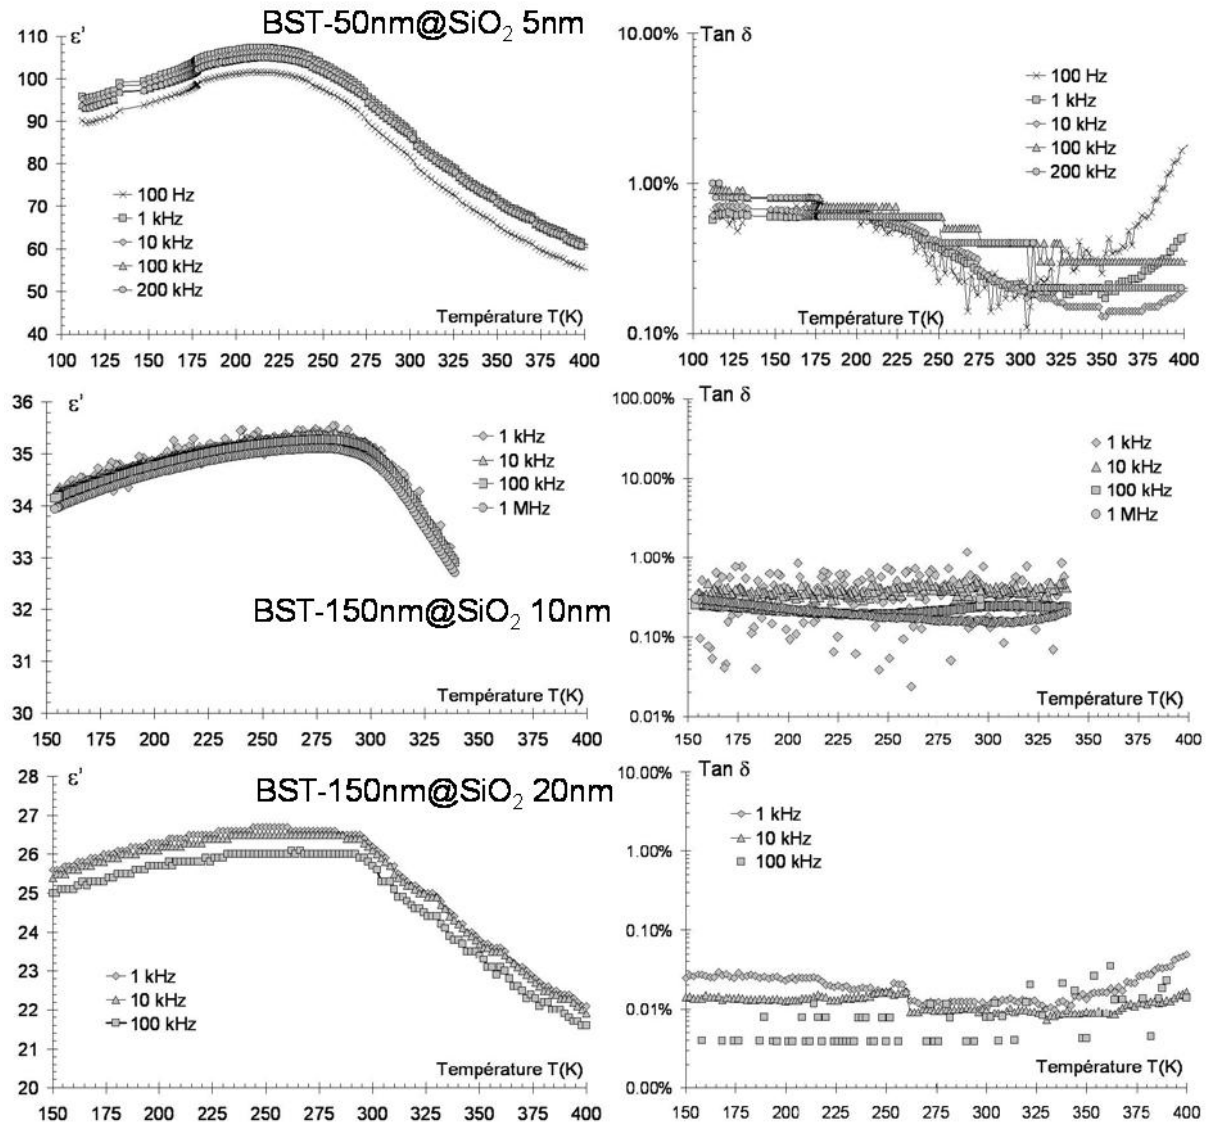 BST-50nm@SiO2 5nm
ε'
110
100
90
80
70
60
50
40
100 Hz
1 kHz
10 kHz
100 kHz
200 kHz
Température T(K)
100 125 150 175 200 225 250 275 300 325 350 375 400
Tan δ
10.00%
1.00%
0.10%
100 Hz
1 kHz
10 kHz
100 kHz
200 kHz
Température T(K)
100 125 150 175 200 225 250 275 300 325 350 375 400
ε'
36
35
34
33
32
31
30
1 kHz
10 kHz
100 kHz
1 MHz
BST-150nm@SiO2 10nm
Température T(K)
150 175 200 225 250 275 300 325 350 375 400
Tan δ
100.00%
10.00%
1.00%
0.10%
0.01%
1 kHz
10 kHz
100 kHz
1 MHz
Température T(K)
150 175 200 225 250 275 300 325 350 375 400
BST-150nm@SiO2 20nm
ε'
28
27
26
25
24
23
22
21
20
1 kHz
10 kHz
100 kHz
Température T(K)
150 175 200 225 250 275 300 325 350 375 400
Tan δ
10.00%
1.00%
0.10%
0.01%
0.00%
1 kHz
10 kHz
100 kHz
Température T(K)
150 175 200 225 250 275 300 325 350 375 400